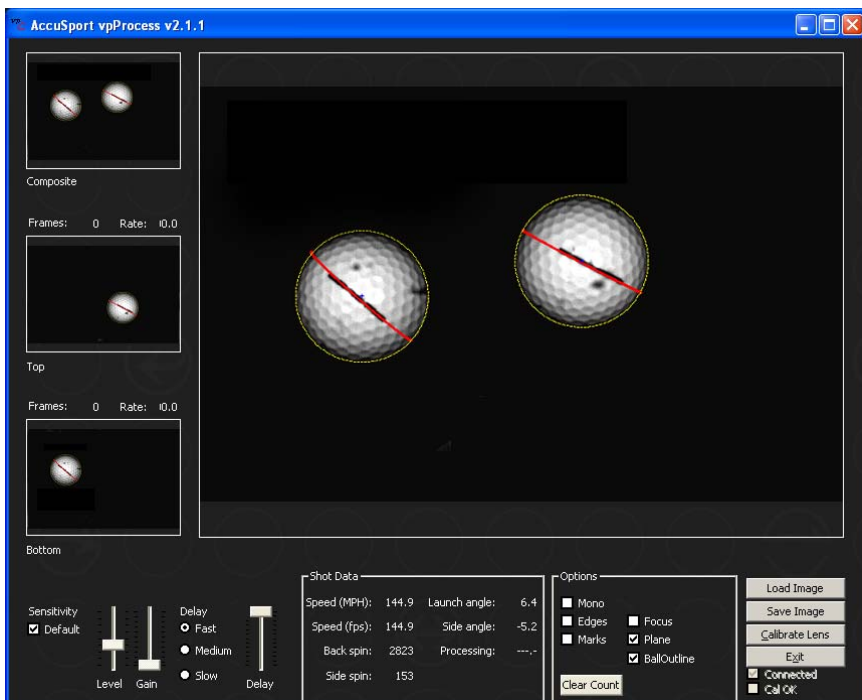 AccuSport vpProcess v2.1.1
Composite
Frames: 0 Rate: 0.0
Top
Frames: 0 Rate: 0.0
Bottom
Sensitivity
Default
Level Gain
Delay
Fast
Medium
Slow
Delay
Shot Data
Speed (MPH): 144.9 Launch angle: 6.4
Speed (fps): 144.9 Side angle: -5.2
Back spin: 2823 Processing: ---.-
Side spin: 153
Options
Mono
Edges Focus
Marks Plane
BallOutline
Clear Count
Load Image
Save Image
Calibrate Lens
Exit
Connected
Cal OK